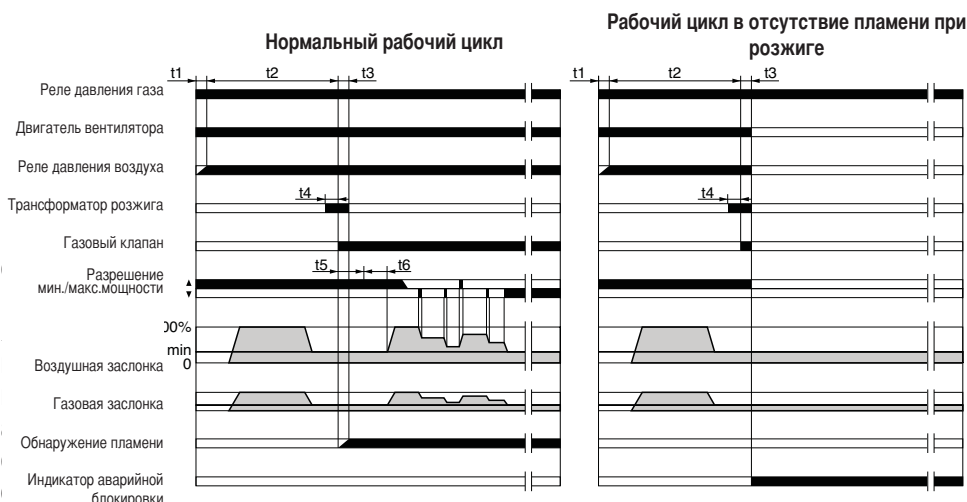 Нормальный рабочий цикл
Рабочий цикл в отсутствие пламени при
розжиге
t1 t2 t3
t1 t2 t3
Реле давления газа
Двигатель вентилятора
Реле давления воздуха
Трансформатор розжига
t4
t4
Газовый клапан
Разрешение
мин./макс.мощности
t5 t6
00%
min
0
Воздушная заслонка
Газовая заслонка
Обнаружение пламени
Индикатор аварийной
блокировки